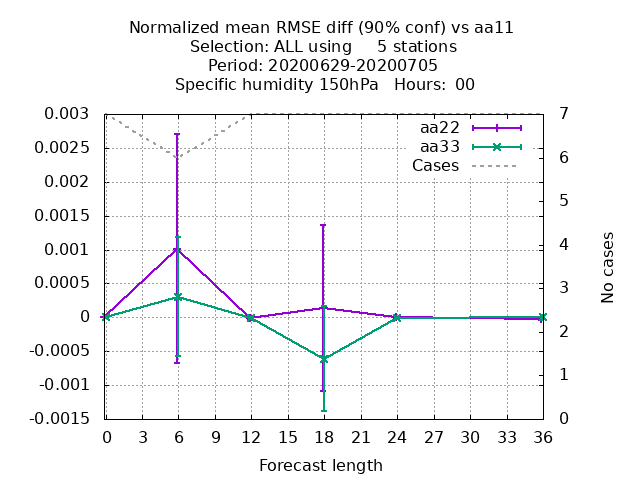 Normalized mean RMSE diff (90% conf) vs aa11
Selection: ALL using     5 stations
Period: 20200629-20200705
Specific humidity 150hPa   Hours:  00
0.003
0.0025
0.002
0.0015
0.001
0.0005
0
-0.0005
-0.001
-0.0015
aa22
aa33
Cases
7
6
5
4
3
2
1
0
No cases
0 3 6 9 12 15 18 21 24 27 30 33 36
Forecast length